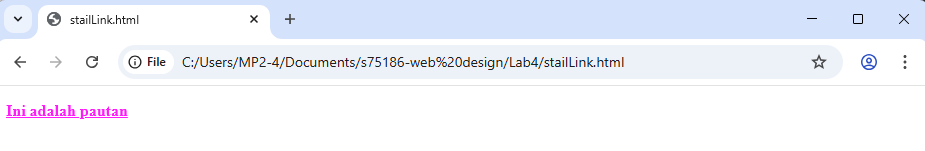 stailLink.html
File C:/Users/MP2-4/Documents/s75186-web%20design/Lab4/stailLink.html
Ini adalah pautan